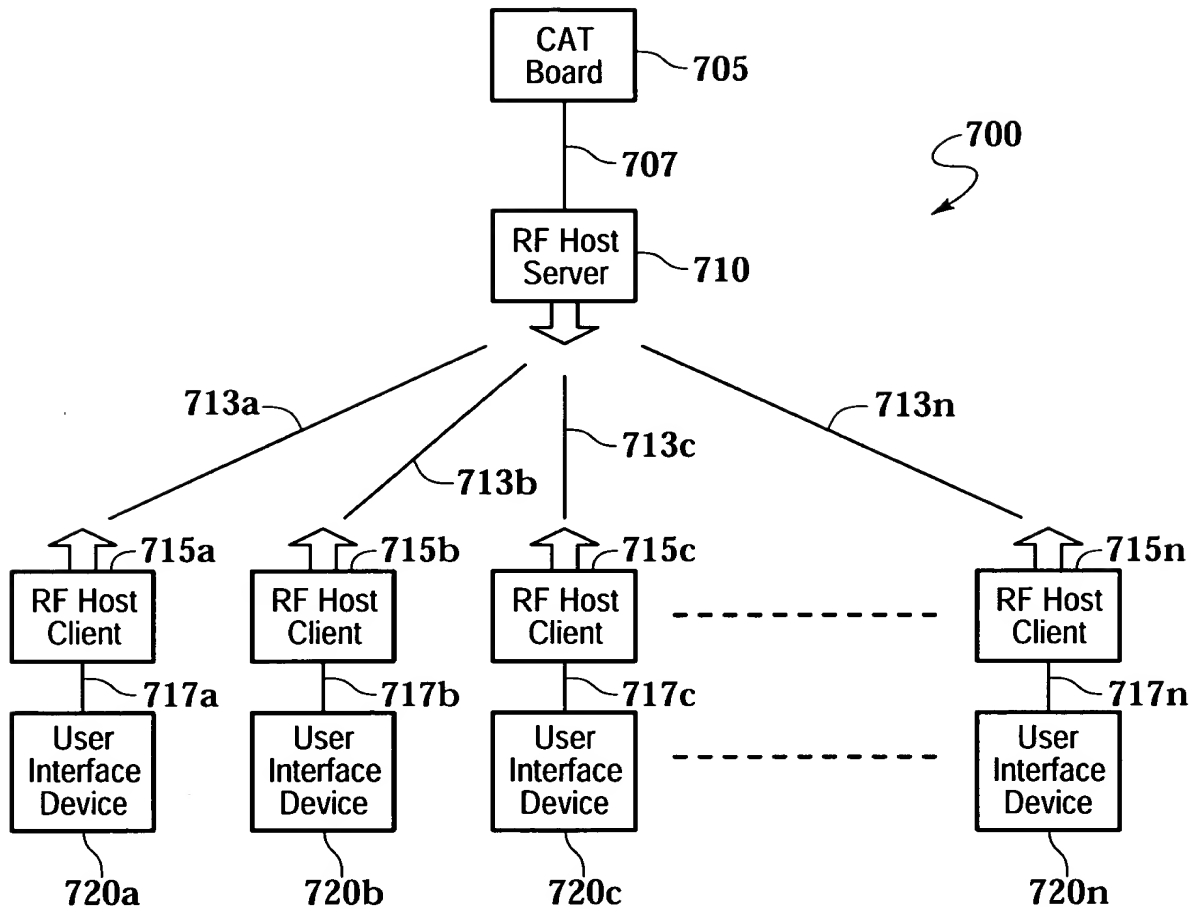 CAT
Board
705
707
700
RF Host
Server
710
713a
713b
713c
713n
715a
715b
715c
715n
RF Host
Client
RF Host
Client
RF Host
Client
RF Host
Client
717a
717b
717c
717n
User
Interface
Device
User
Interface
Device
User
Interface
Device
User
Interface
Device
720a
720b
720c
720n